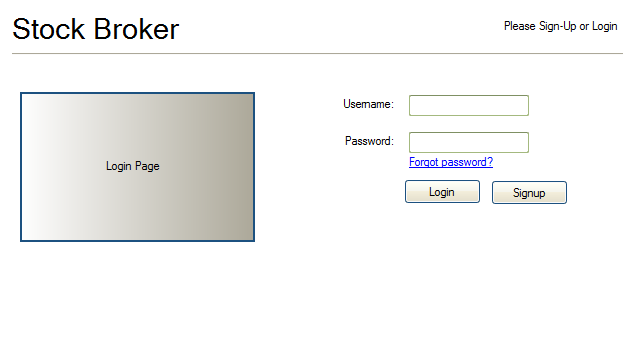 Stock Broker
Please Sign-Up or Login
Login Page
Username:
Password:
Forgot password?
Login
Signup